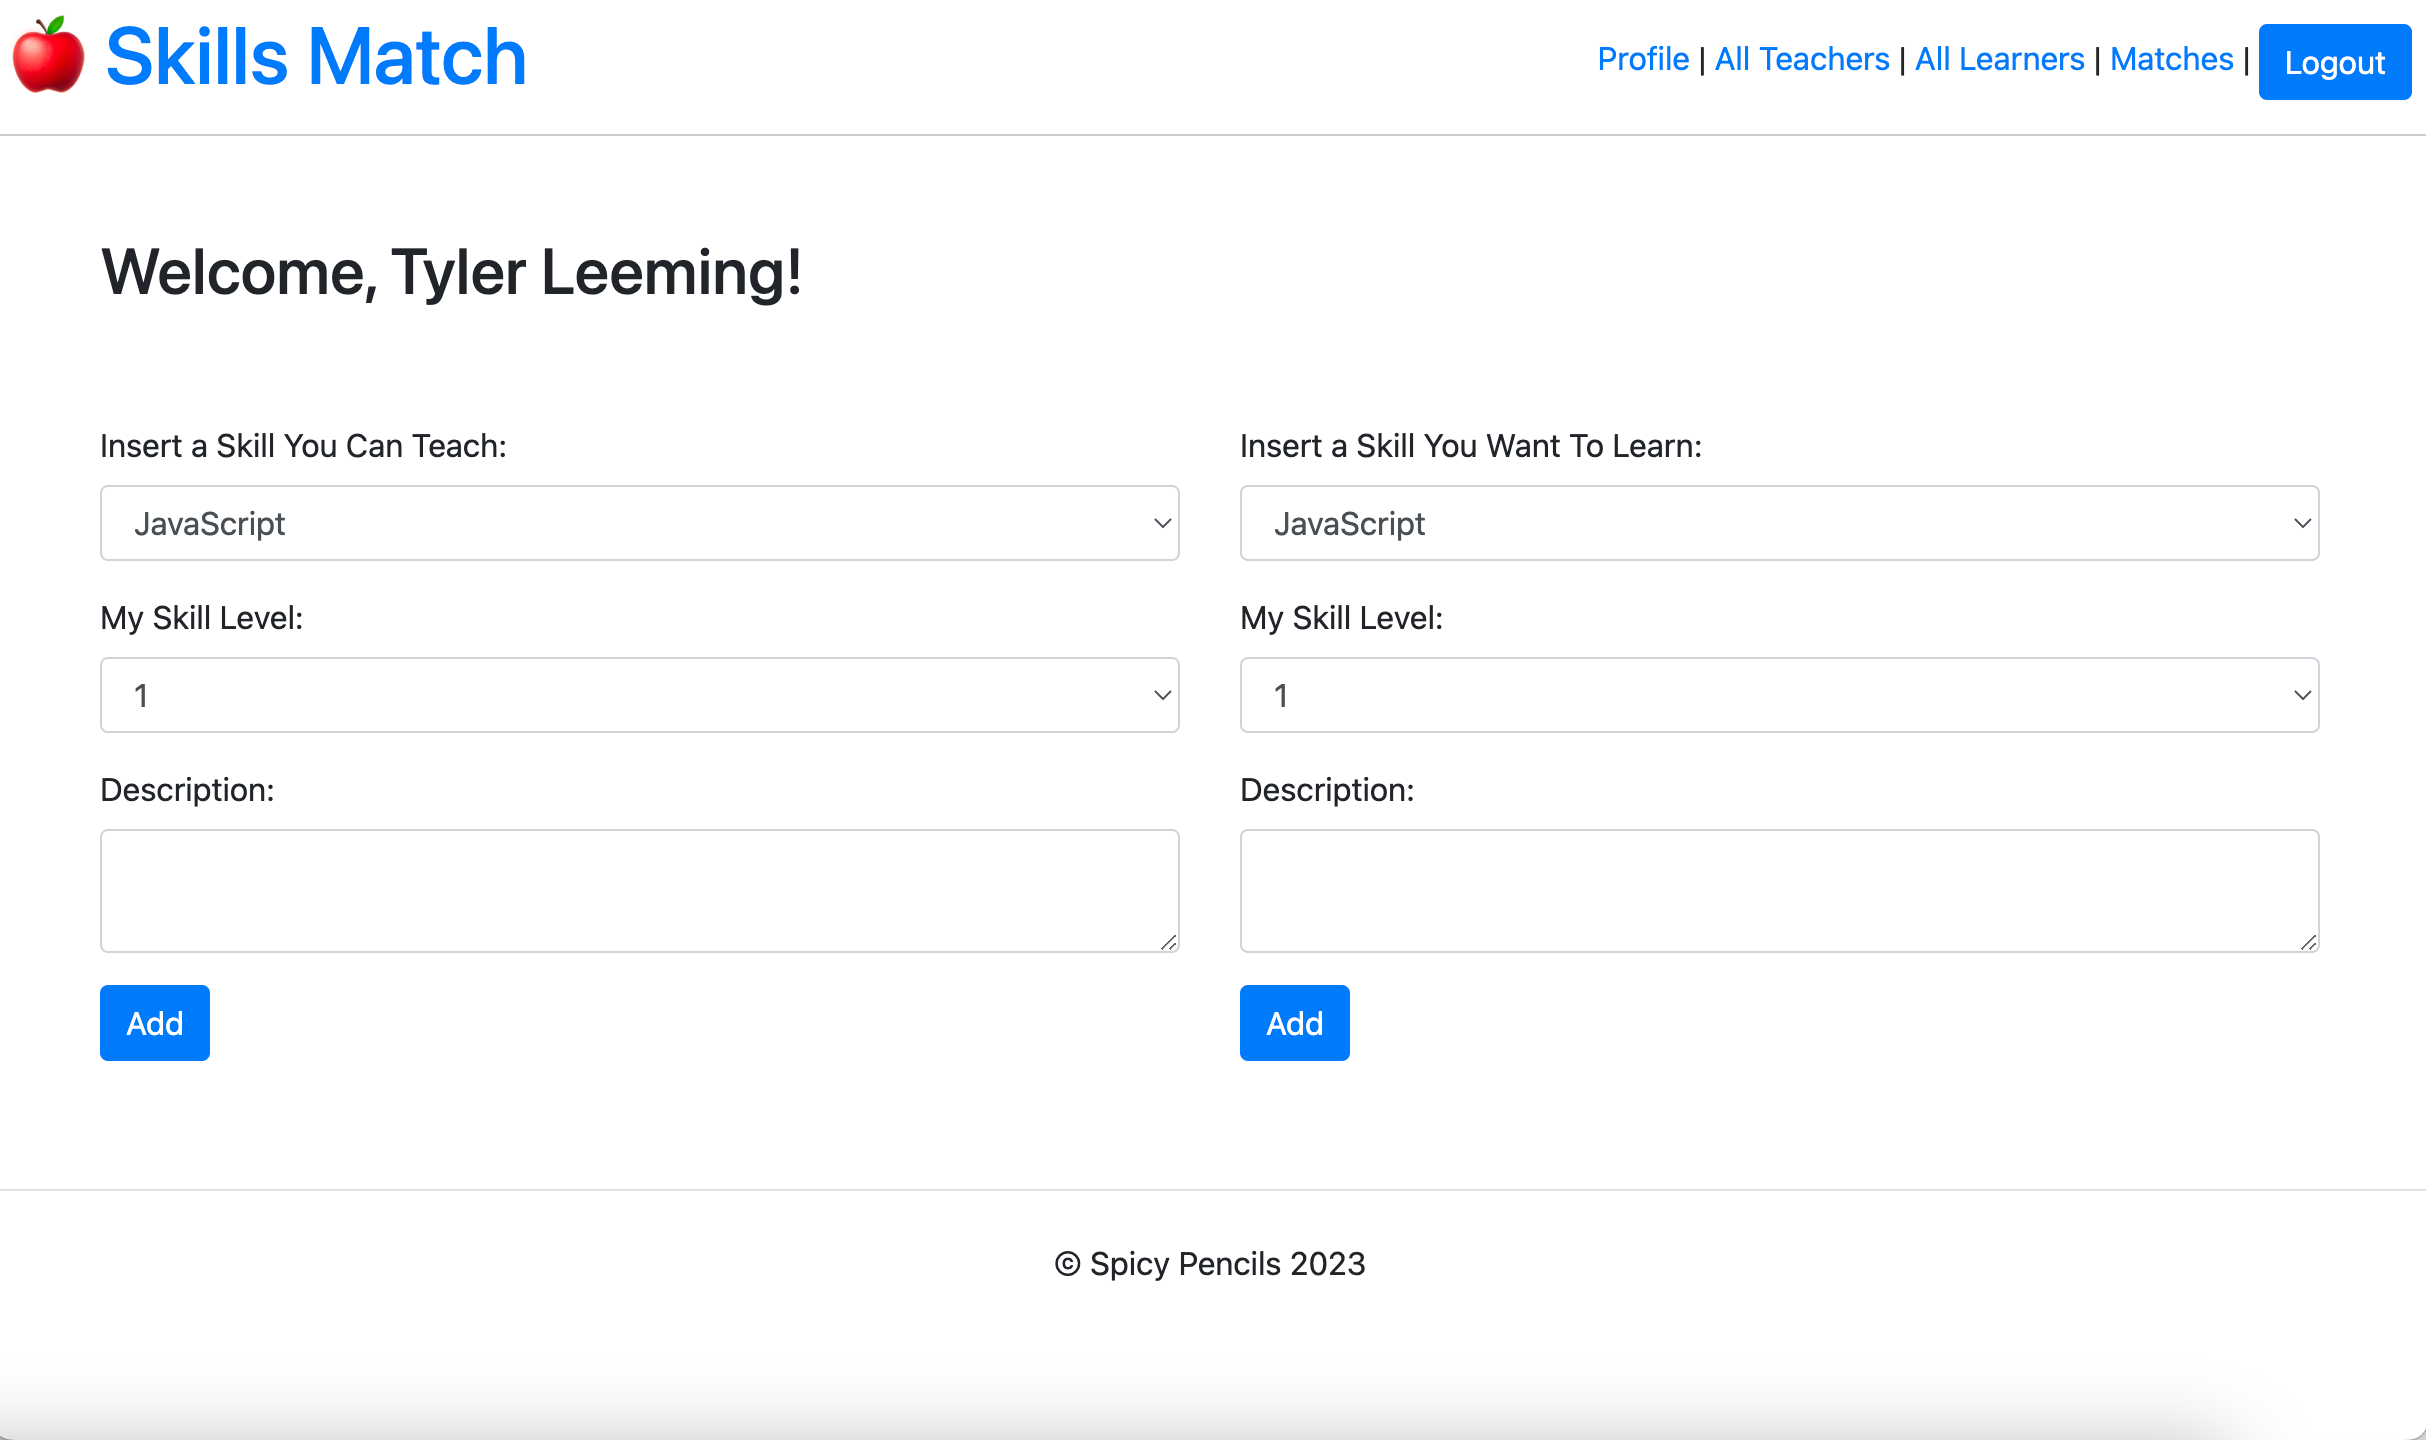 Skills Match
Profile | All Teachers | All Learners | Matches | Logout
Welcome, Tyler Leeming!
Insert a Skill You Can Teach:
JavaScript
My Skill Level:
1
Description:
Add
Insert a Skill You Want To Learn:
JavaScript
My Skill Level:
1
Description:
Add
© Spicy Pencils 2023